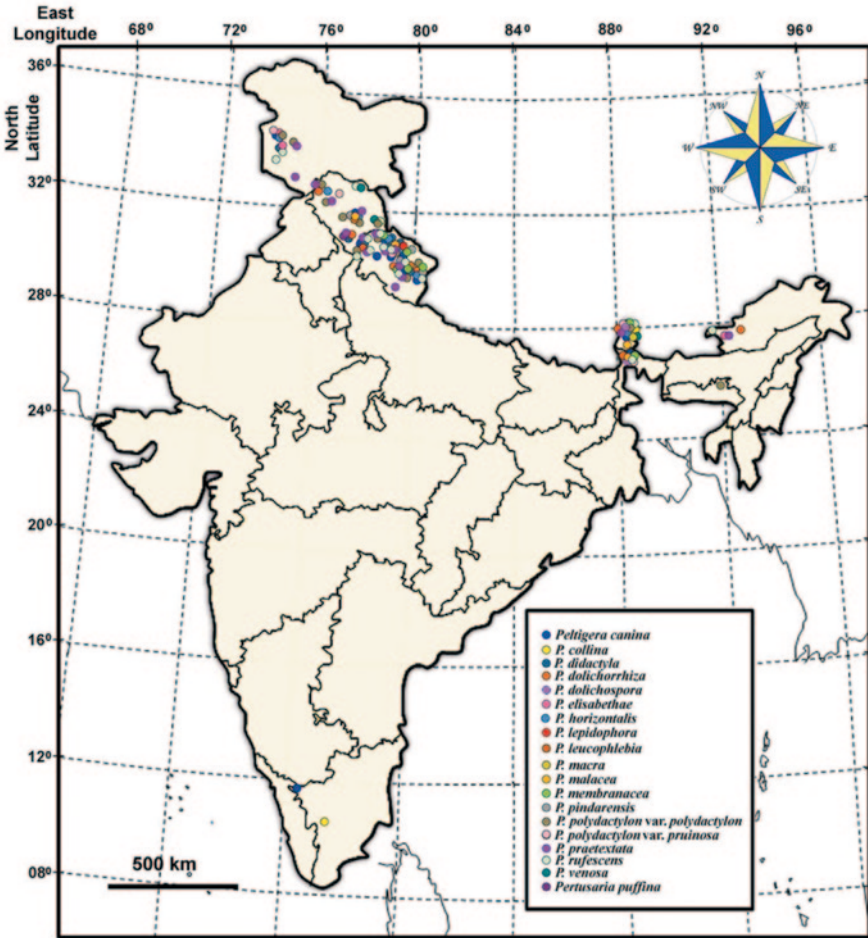 East
Longitude
68⁰ 72⁰ 76⁰ 80⁰ 84⁰ 88⁰ 92⁰ 96⁰
North
Latitude
36⁰
32⁰
28⁰
24⁰
20⁰
16⁰
12⁰
08⁰
N
NW NE
W E
SW SE
S
Peltigera canina
P. collina
P. didactyla
P. dolichorrhiza
P. dolichospora
P. elisabethae
P. horizontalis
P. lepidophora
P. leucophlebia
P. macra
P. malacea
P. membranacea
P. pindarensis
P. polydactylon var. polydactylon
P. polydactylon var. pruinosa
P. praetextata
P. rufescens
P. venosa
Pertusaria puffina
500 km